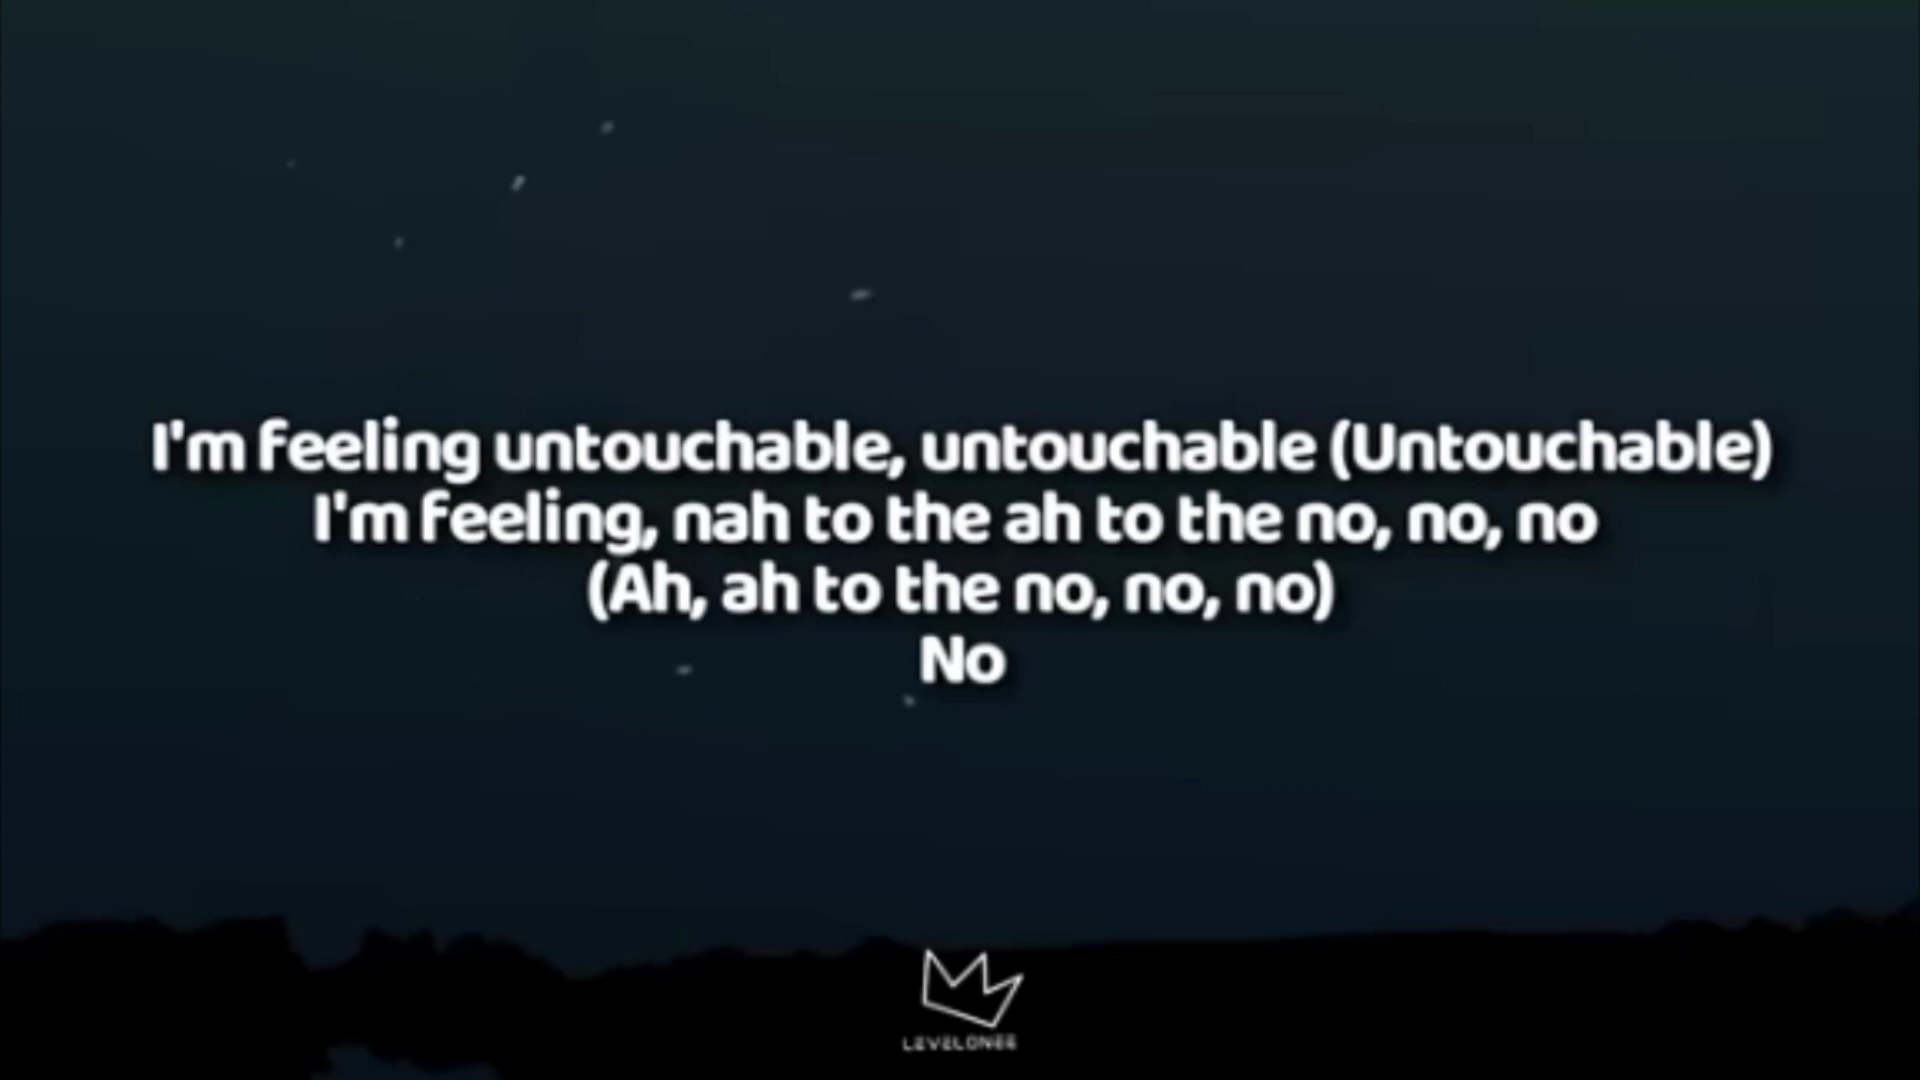 I'm feeling untouchable, untouchable (Untouchable)
I'm feeling, nah to the ah to the no, no, no
(Ah, ah to the no, no, no)
No
LEVELONEE